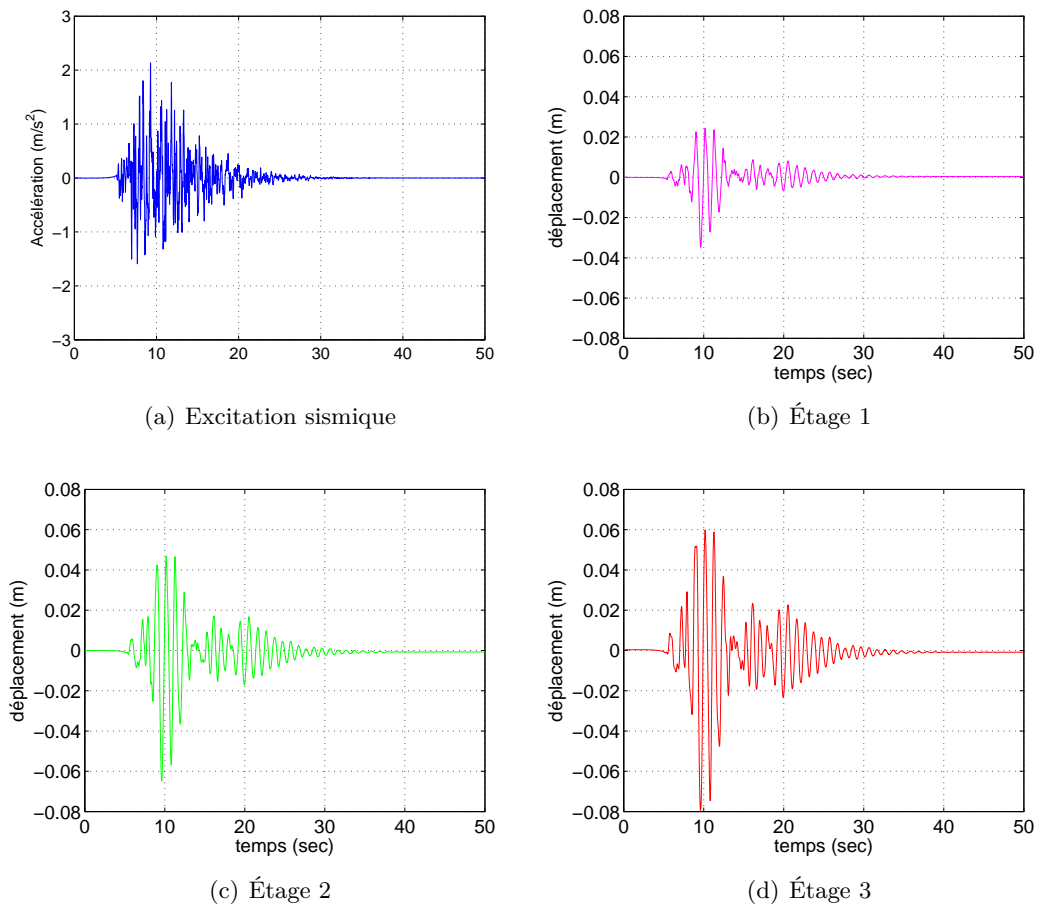 3
2
1
0
−1
−2
−3
0 10 20 30 40 50
Accélération (m/s²)
(a) Excitation sismique
0.08
0.06
0.04
0.02
0
−0.02
−0.04
−0.06
−0.08
0 10 20 30 40 50
déplacement (m)
temps (sec)
(b) Étage 1
0.08
0.06
0.04
0.02
0
−0.02
−0.04
−0.06
−0.08
0 10 20 30 40 50
déplacement (m)
temps (sec)
(c) Étage 2
0.08
0.06
0.04
0.02
0
−0.02
−0.04
−0.06
−0.08
0 10 20 30 40 50
déplacement (m)
temps (sec)
(d) Étage 3